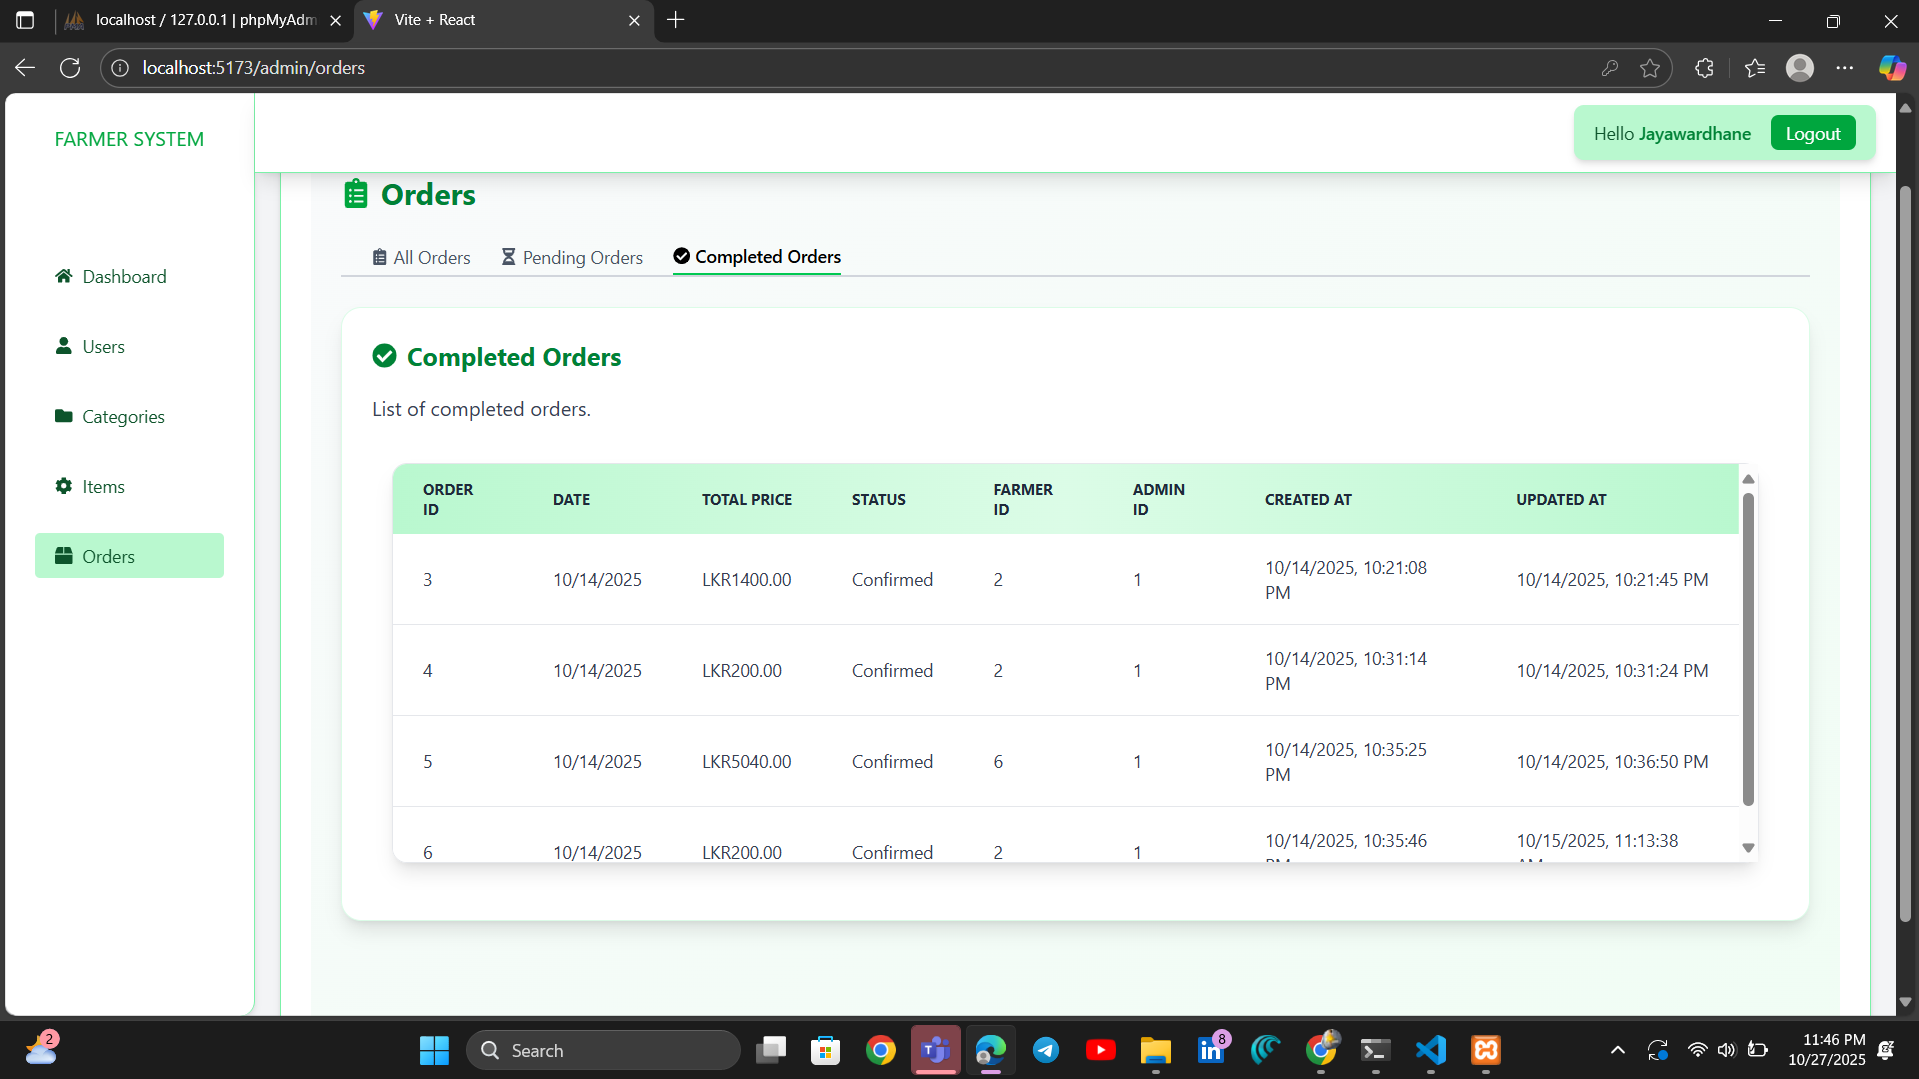 localhost / 127.0.0.1 | phpMyAdm
Vite + React
localhost:5173/admin/orders
FARMER SYSTEM
Hello Jayawardhane
Logout
Dashboard
Users
Categories
Items
Orders
Orders
All Orders
Pending Orders
Completed Orders
Completed Orders
List of completed orders.
ORDER ID DATE TOTAL PRICE STATUS FARMER ID ADMIN ID CREATED AT UPDATED AT
3 10/14/2025 LKR1400.00 Confirmed 2 1 10/14/2025, 10:21:08 PM 10/14/2025, 10:21:45 PM
4 10/14/2025 LKR200.00 Confirmed 2 1 10/14/2025, 10:31:14 PM 10/14/2025, 10:31:24 PM
5 10/14/2025 LKR5040.00 Confirmed 6 1 10/14/2025, 10:35:25 PM 10/14/2025, 10:36:50 PM
6 10/14/2025 LKR200.00 Confirmed 2 1 10/14/2025, 10:35:46 10/15/2025, 11:13:38
2
Search
8
11:46 PM
10/27/2025